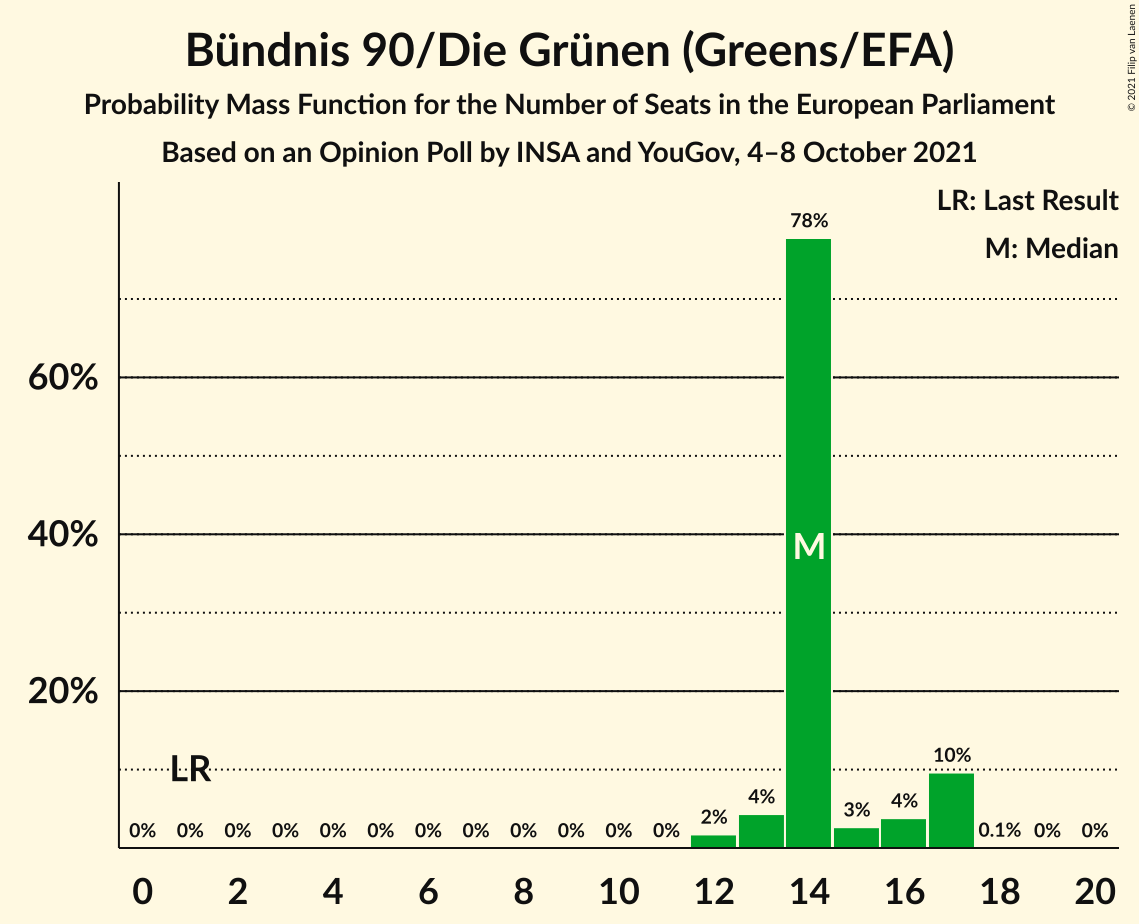 Bündnis 90/Die Grünen (Greens/EFA)
Probability Mass Function for the Number of Seats in the European Parliament
Based on an Opinion Poll by INSA and YouGov, 4–8 October 2021
© 2021 Filip van Laenen
LR: Last Result
M: Median
78%
60%
40%
M
20%
LR
0% 0% 0% 0% 0% 0% 0% 0% 0% 0% 0% 0% 2% 4% 3% 4% 10% 0.1% 0% 0%
0 2 4 6 8 10 12 14 16 18 20